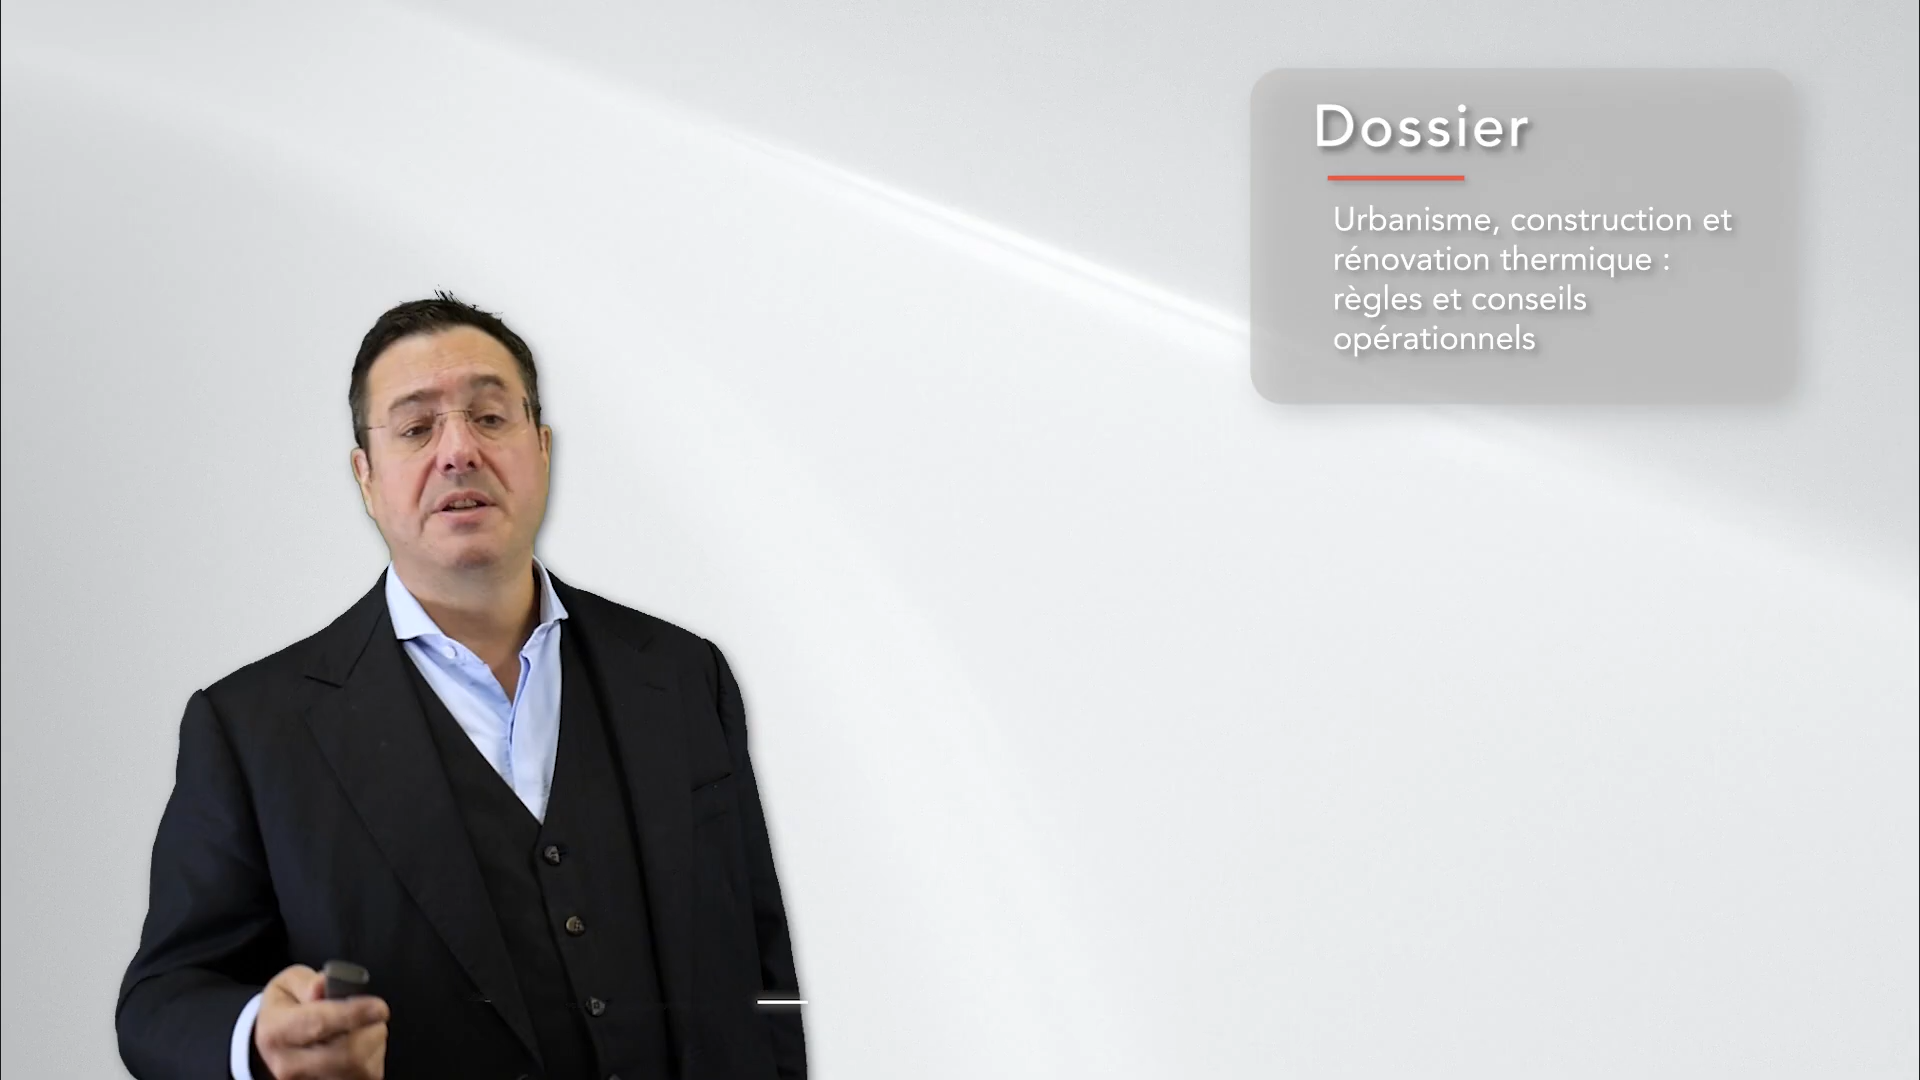 Dossier
Urbanisme, construction et
rénovation thermique :
règles et conseils
opérationnels